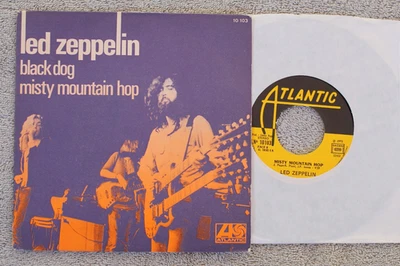 10 103
led zeppelin
black dog
misty mountain hop
ATLANTIC
ATLANTIC
MISTY MOUNTAIN HOP
LED ZEPPELIN